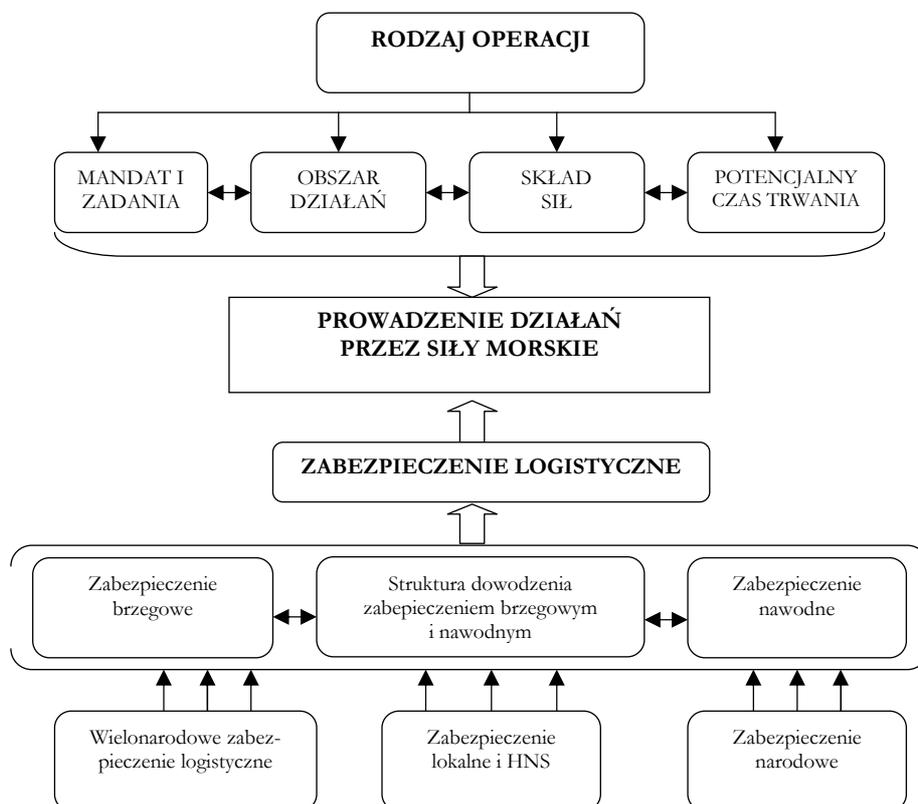 RODZAJ OPERACJI
MANDAT I
ZADANIA
OBSZAR
DZIAŁAŃ
SKŁAD
SIŁ
POTENCJALNY
CZAS TRWANIA
PROWADZENIE DZIAŁAŃ
PRZEZ SIŁY MORSKIE
ZABEZPIECZENIE LOGISTYCZNE
Zabezpieczenie
brzegowe
Struktura dowodzenia
zabepieczeniem brzegowym
i nawodnym
Zabezpieczenie
nawodne
Wielonarodowe zabez-
pieczenie logistyczne
Zabezpieczenie
lokalne i HNS
Zabezpieczenie
narodowe